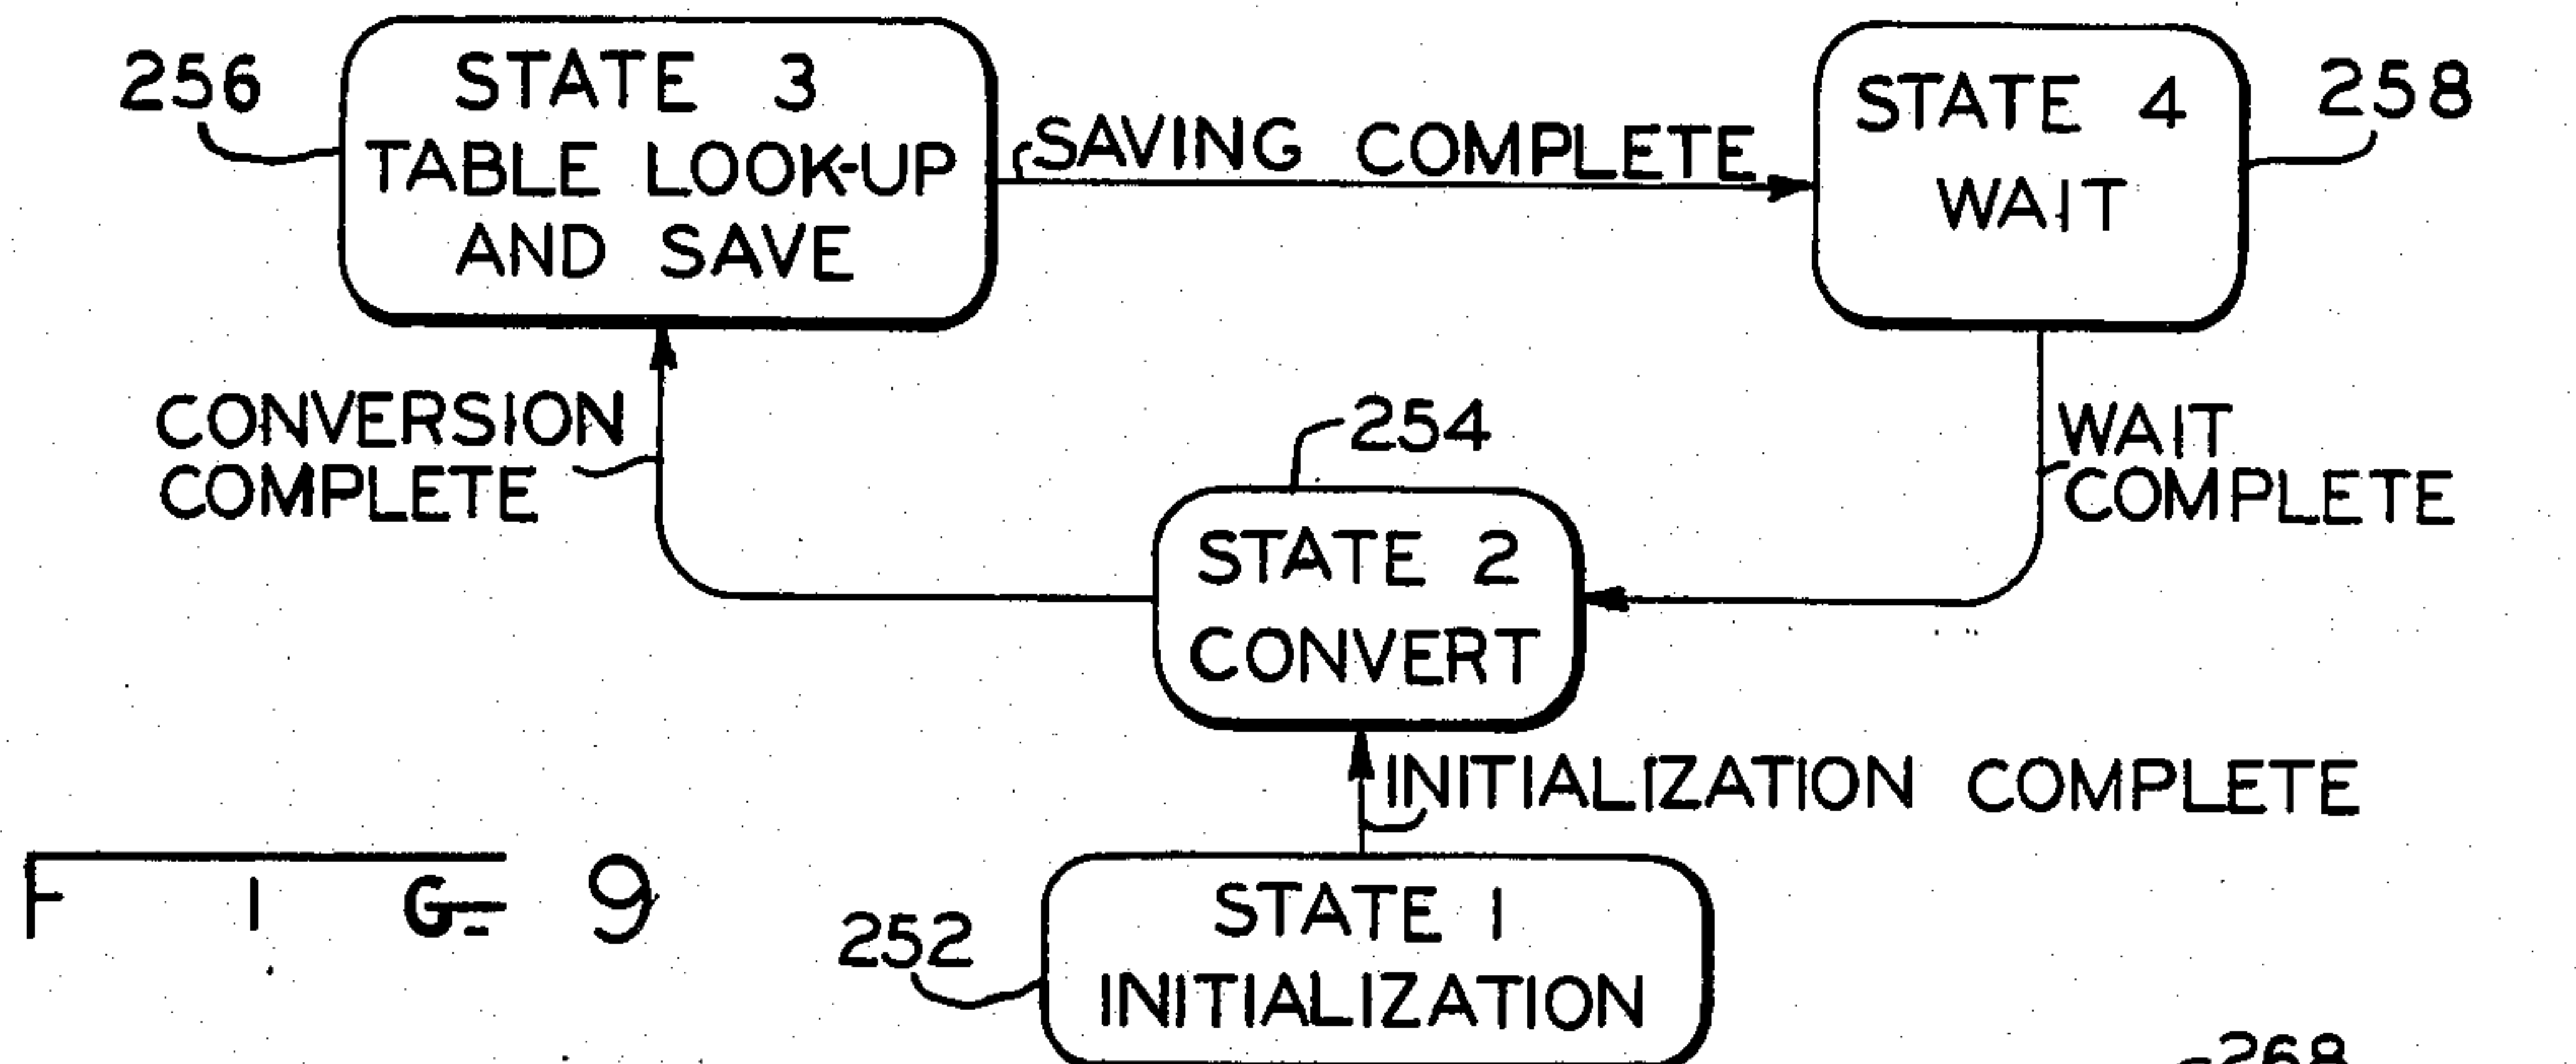 256
STATE 3
TABLE LOOK-UP
AND SAVE
SAVING COMPLETE
STATE 4
WAIT
258
CONVERSION
COMPLETE
254
WAIT
COMPLETE
STATE 2
CONVERT
INITIALIZATION COMPLETE
FIG- 9
252
STATE 1
INITIALIZATION
268